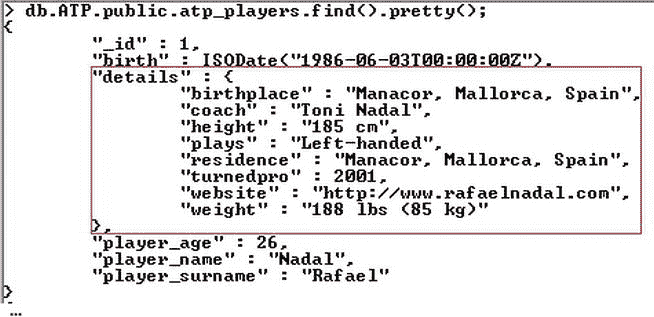 > db.ATP.public.atp_players.find().pretty();
{
"_id" : 1,
"birth" : ISODate("1986-06-03T00:00:00Z"),
"details" : {
"birthplace" : "Manacor, Mallorca, Spain",
"coach" : "Toni Nadal",
"height" : "185 cm",
"plays" : "Left-handed",
"residence" : "Manacor, Mallorca, Spain",
"turnedpro" : 2001,
"website" : "http://www.rafaelnadal.com",
"weight" : "188 lbs (85 kg)"
},
"player_age" : 26,
"player_name" : "Nadal",
"player_surname" : "Rafael"
}
...